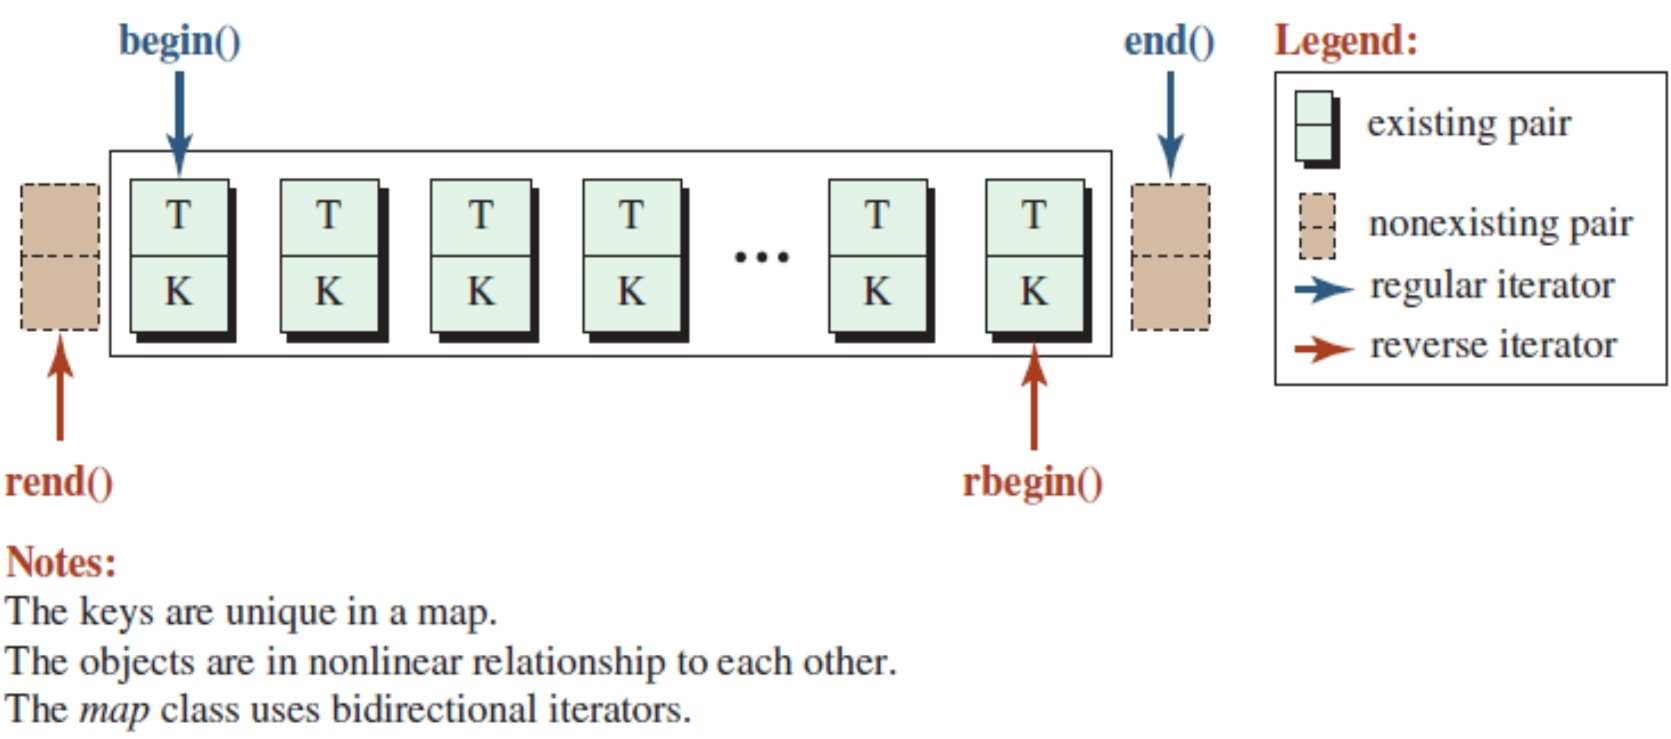 begin()
end()
Legend:
existing pair
T T T T ... T T
nonexisting pair
K K K K K K
regular iterator
reverse iterator
rend()
rbegin()
Notes:
The keys are unique in a map.
The objects are in nonlinear relationship to each other.
The map class uses bidirectional iterators.